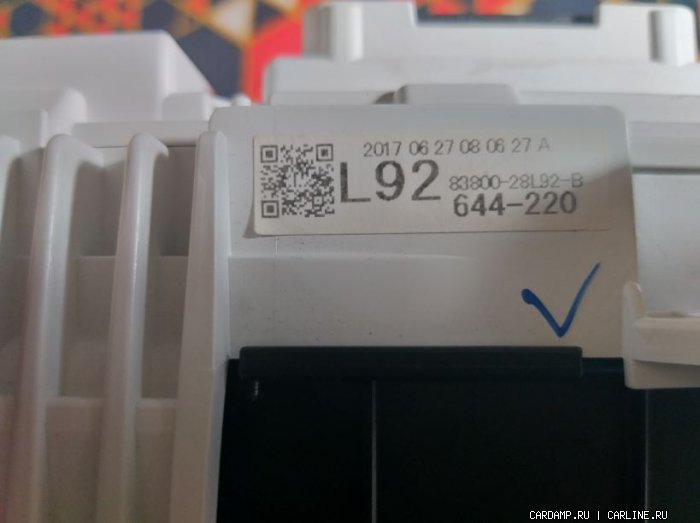 2017 06 27 08 06 27 A
L92
83800-28L92-B
644-220
CARDAMP.RU | CARLINE.RU